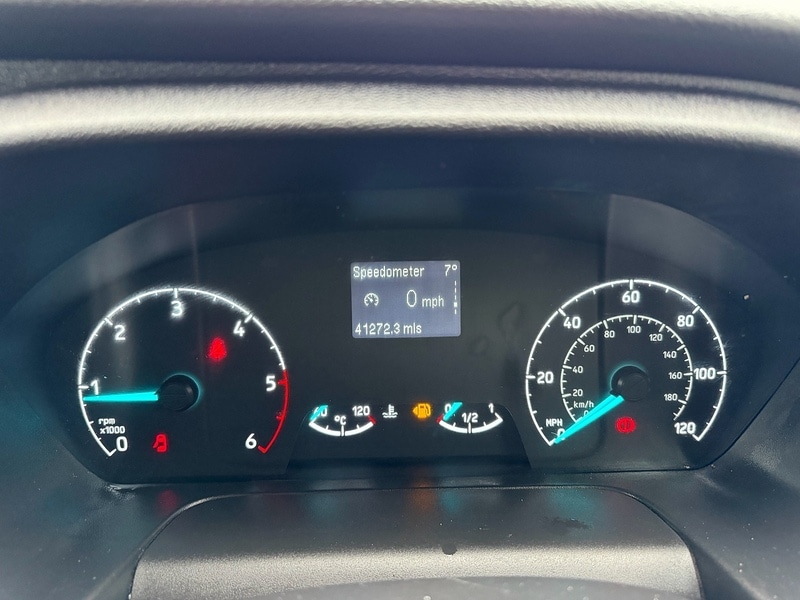 Speedometer 7°
0 mph
41272.3 mls
0 1 2 3 4 5 6
rpm
x1000
60 120
°C
0 1/2 1
0 20 40 60 80 100 120
MPH
20 40 60 80 100 120 140 160 180
km/h